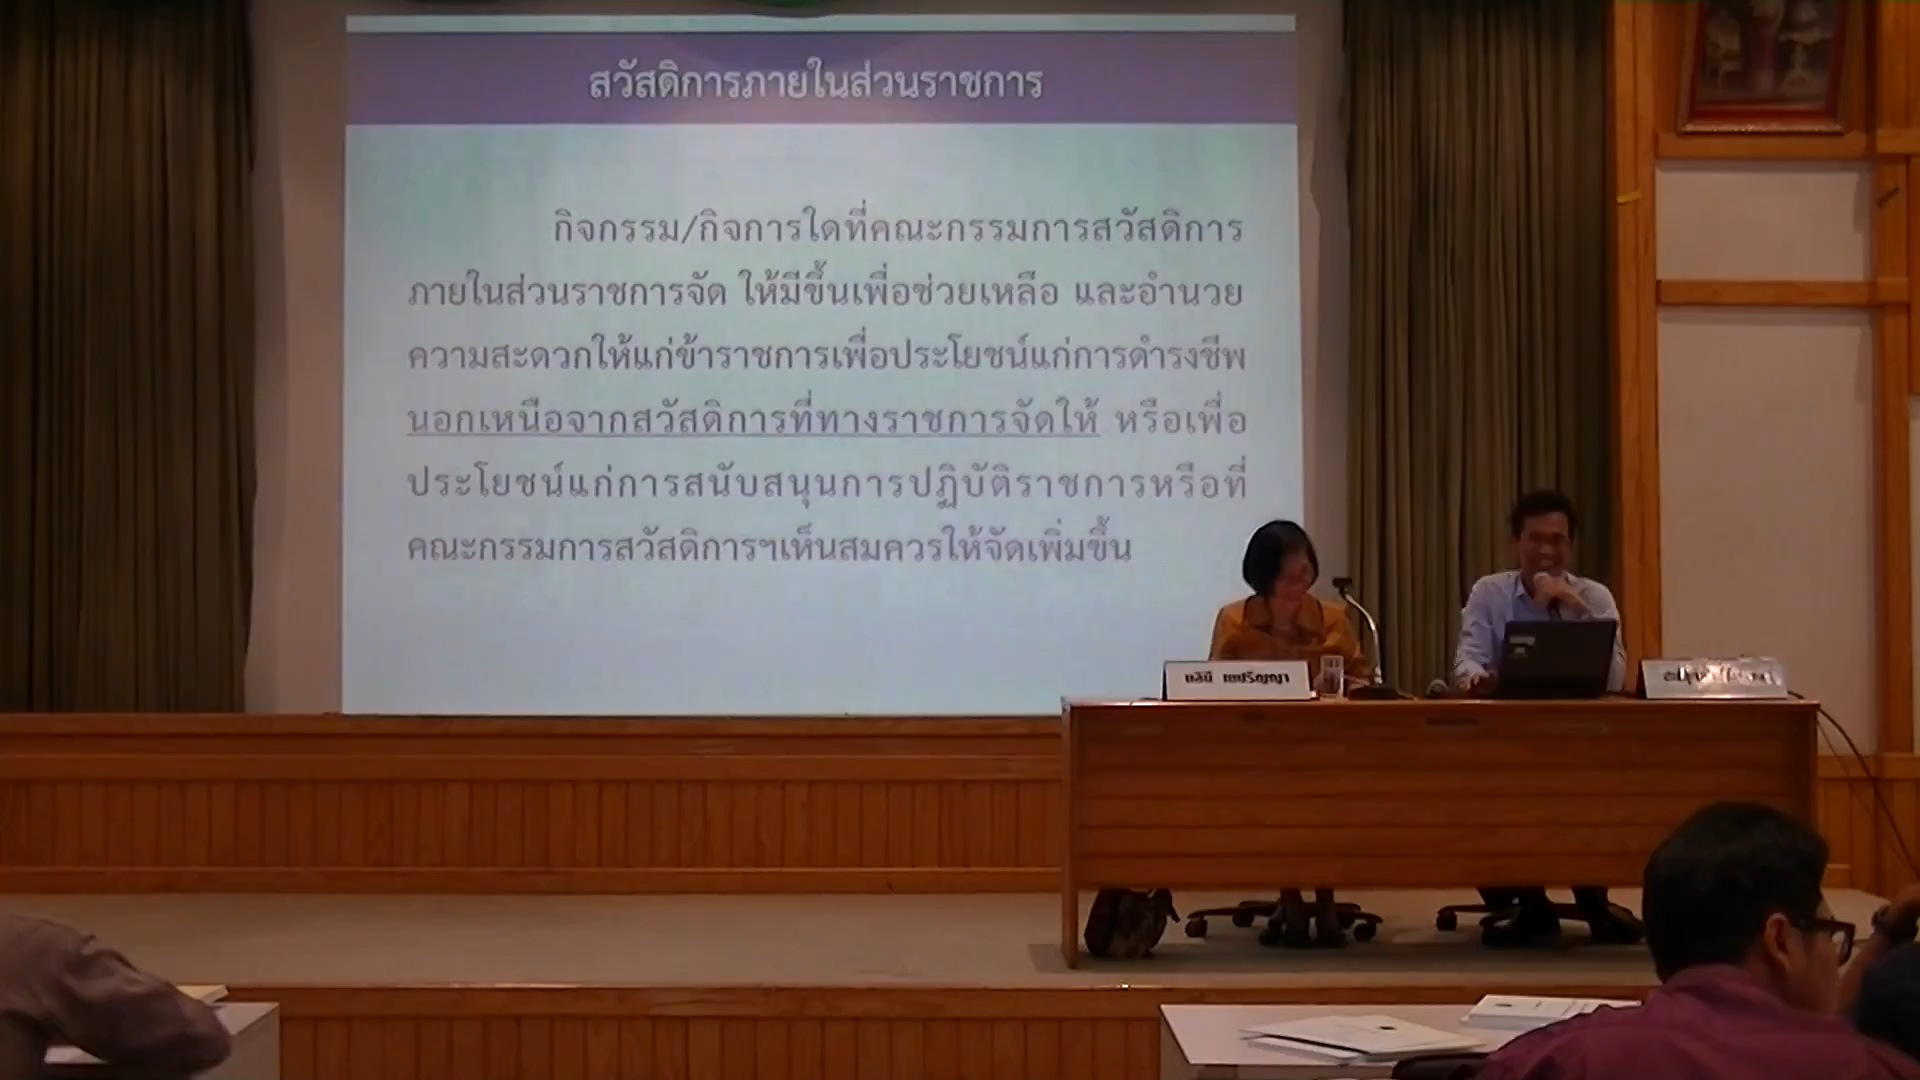 สวัสดิการภายในส่วนราชการ
กิจกรรม/กิจการใดที่คณะกรรมการสวัสดิการ
ภายในส่วนราชการจัด ให้มีขึ้นเพื่อช่วยเหลือ และอำนวย
ความสะดวกให้แก่ข้าราชการเพื่อประโยชน์แก่การดำรงชีพ
นอกเหนือจากสวัสดิการที่ทางราชการจัดให้ หรือเพื่อ
ประโยชน์แก่การสนับสนุนการปฏิบัติราชการหรือที่
คณะกรรมการสวัสดิการฯเห็นสมควรให้จัดเพิ่มขึ้น